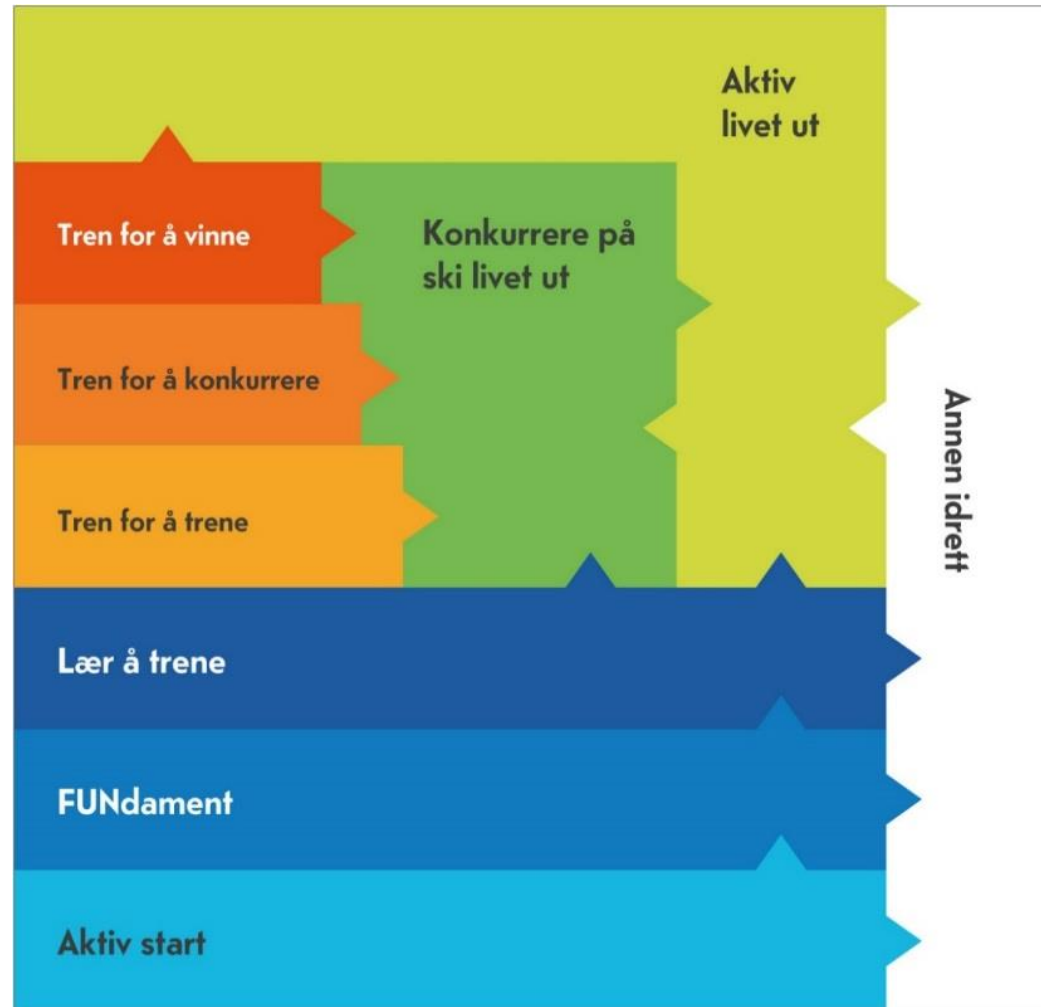 Aktiv
livet ut
Tren for å vinne
Konkurrere på
ski livet ut
Tren for å konkurrere
Annen idrett
Tren for å trene
Lær å trene
FUNdament
Aktiv start